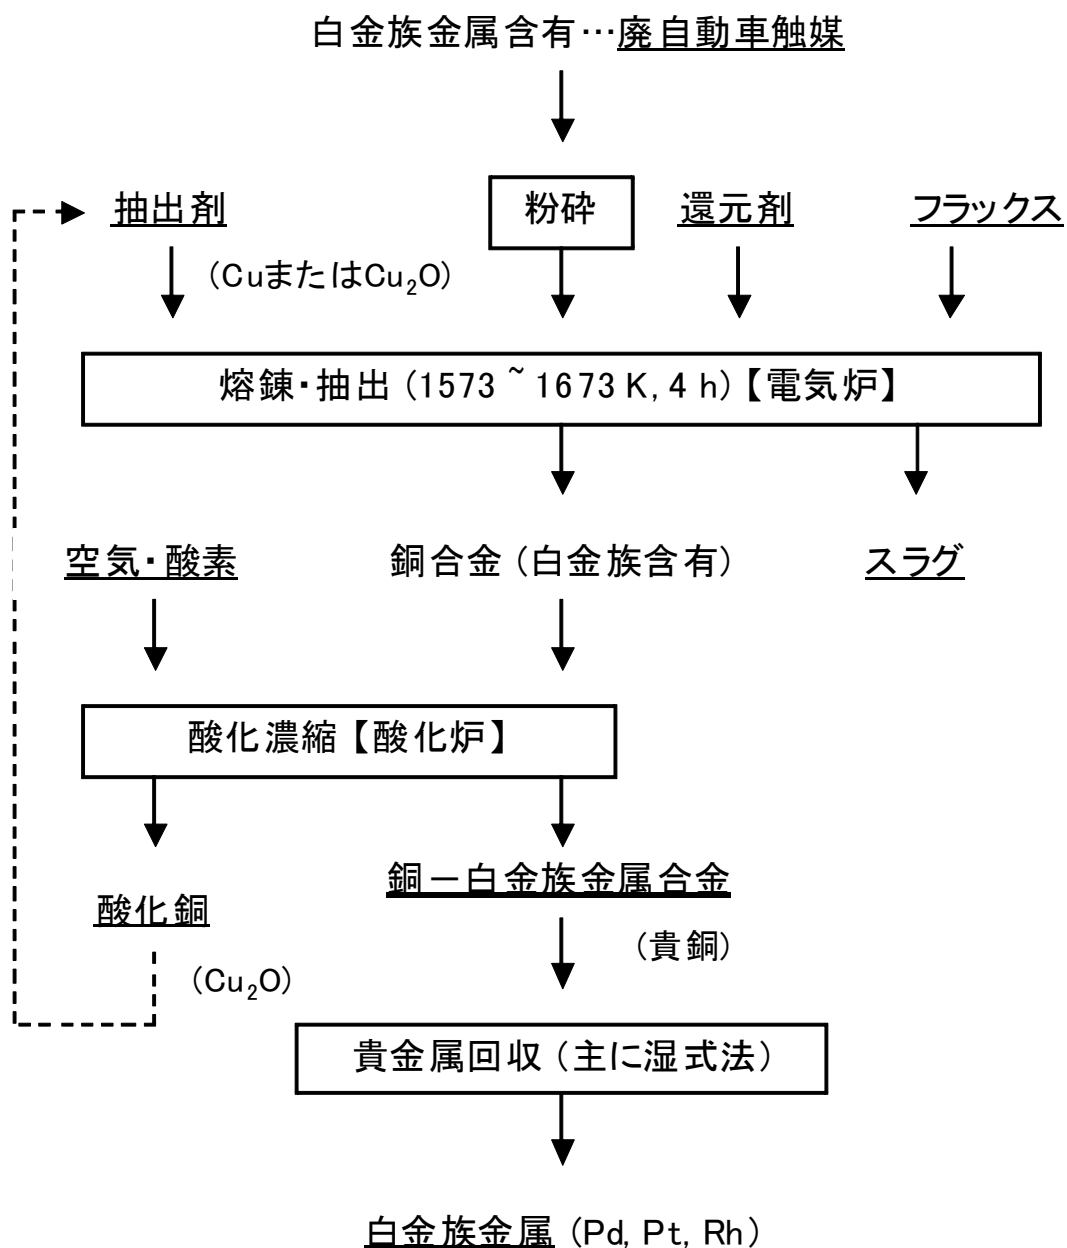 白金族金属含有…廃自動車触媒
抽出剤 粉砕 還元剤 フラックス
(CuまたはCu₂O)
熔錬・抽出 (1573 ~ 1673 K, 4 h)【電気炉】
空気・酸素 銅合金 (白金族含有) スラグ
酸化濃縮【酸化炉】
銅－白金族金属合金
酸化銅
(貴銅)
(Cu₂O)
貴金属回収 (主に湿式法)
白金族金属 (Pd, Pt, Rh)